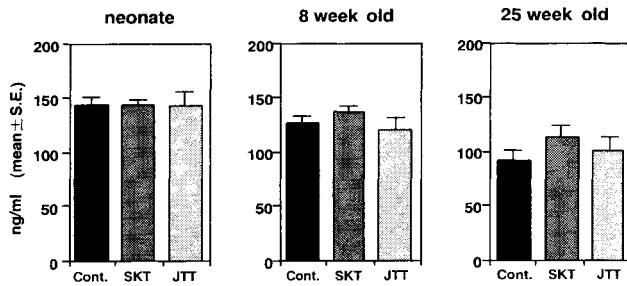 neonate
8 week old
25 week old
ng/ml (mean ± S.E.)
200
150
100
50
0
Cont. SKT JTT
200
150
100
50
0
Cont. SKT JTT
200
150
100
50
0
Cont. SKT JTT